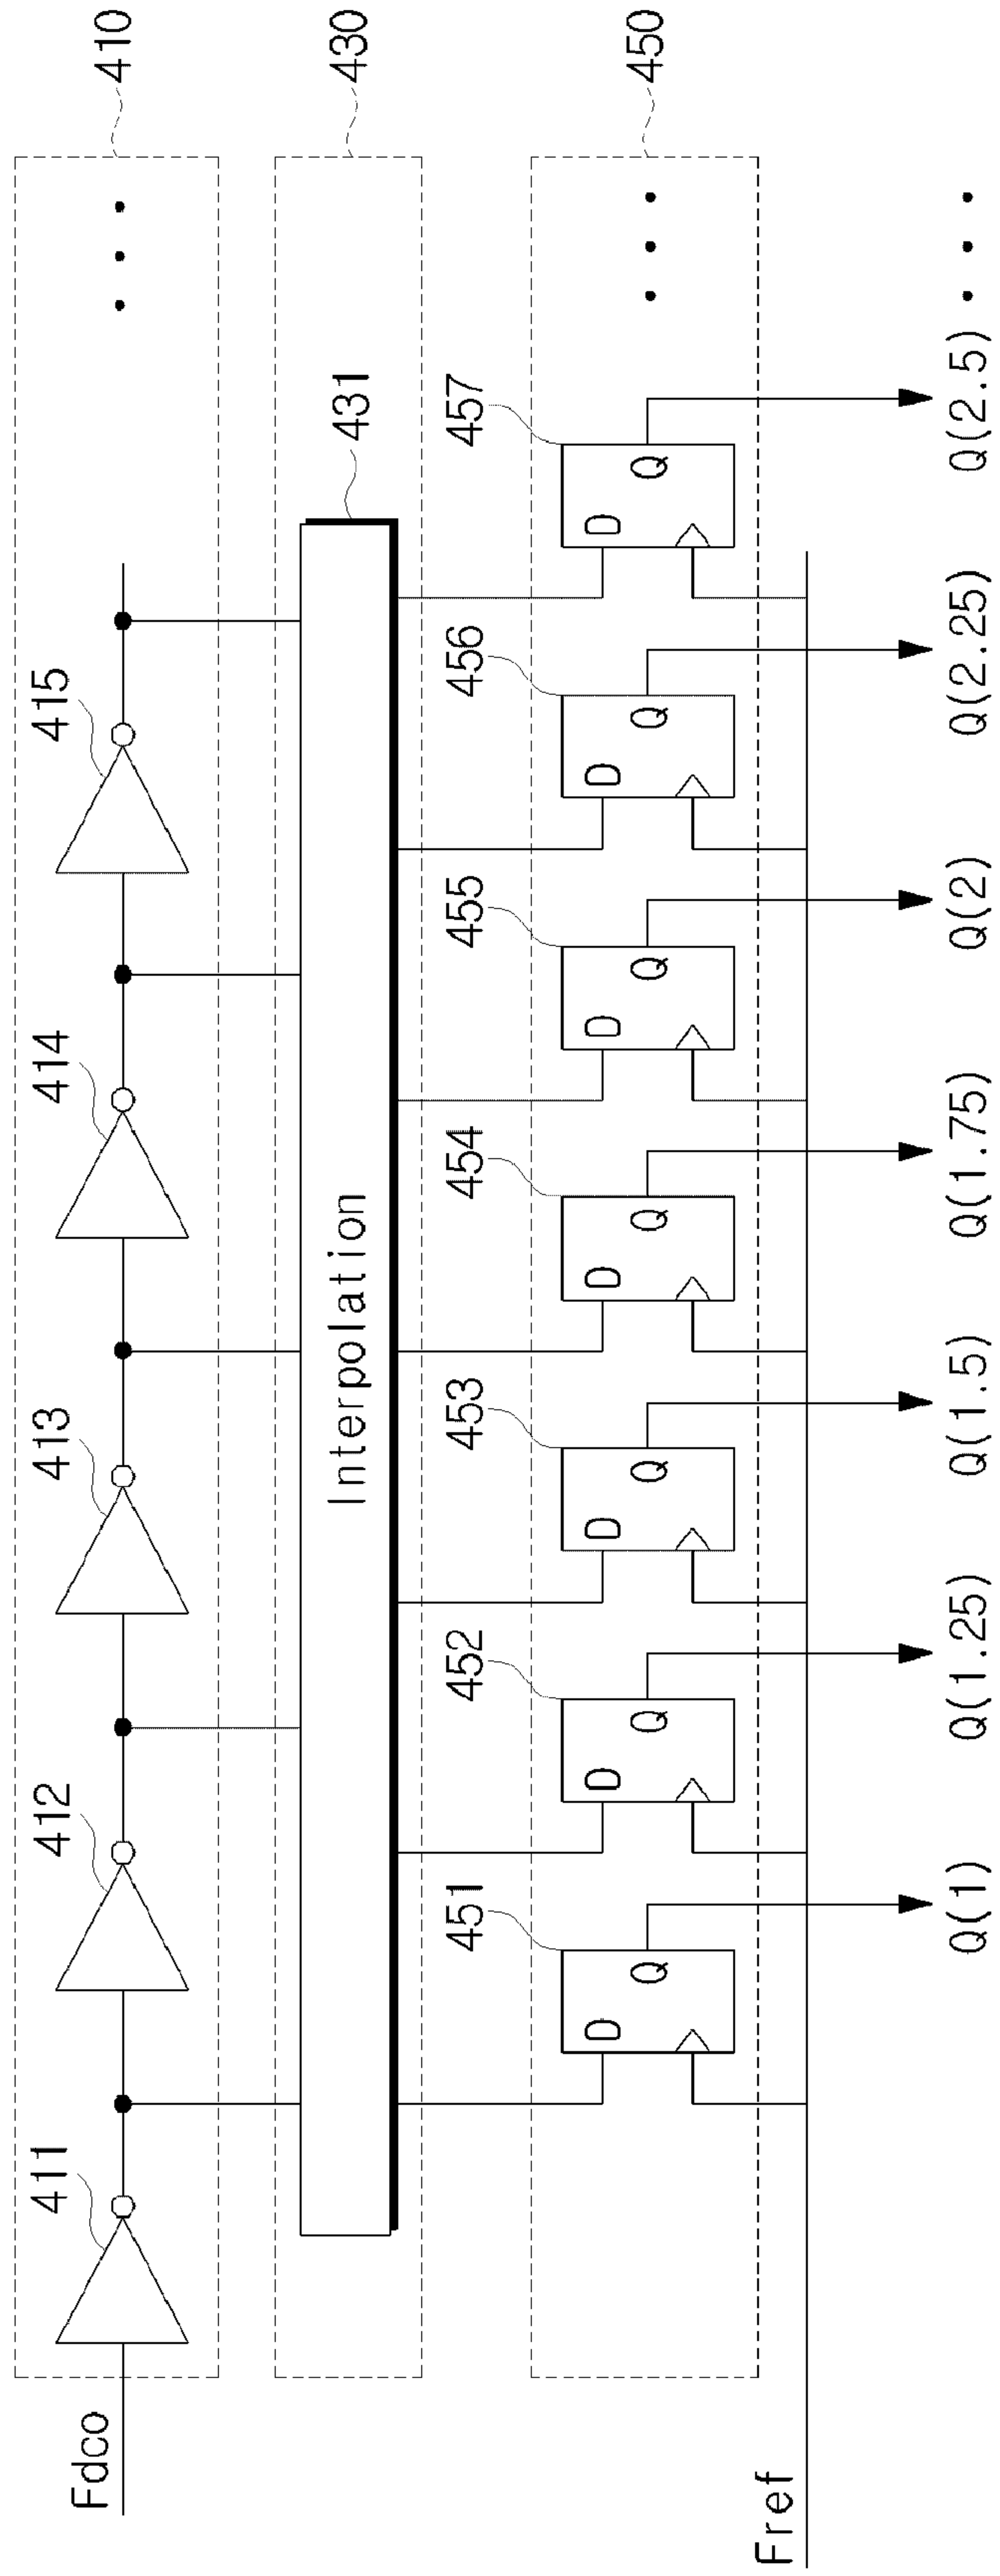 Fdco
411
412
413
414
415
410
Interpolation
431
430
451
452
453
454
455
456
457
450
D
Q
D
Q
D
Q
D
Q
D
Q
D
Q
D
Q
Fref
Q(1)
Q(1.25)
Q(1.5)
Q(1.75)
Q(2)
Q(2.25)
Q(2.5)